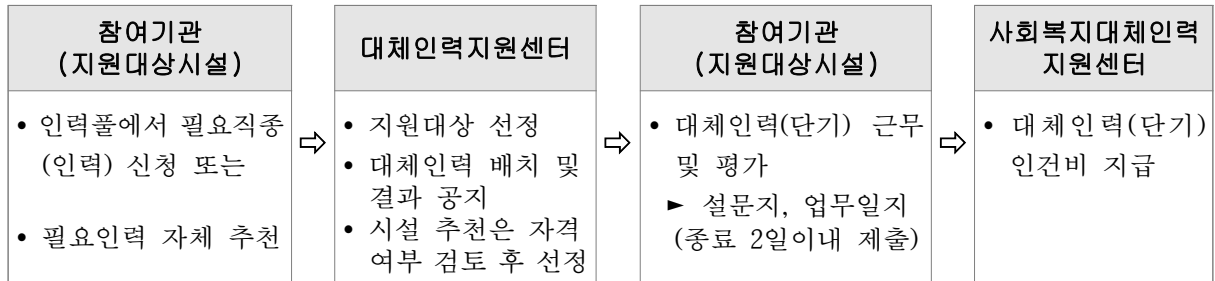 참여기관
(지원대상시설)
• 인력풀에서 필요직종
(인력) 신청 또는
• 필요인력 자체 추천
⇨
대체인력지원센터
• 지원대상 선정
• 대체인력 배치 및
결과 공지
• 시설 추천은 자격
여부 검토 후 선정
⇨
참여기관
(지원대상시설)
• 대체인력(단기) 근무
및 평가
► 설문지, 업무일지
(종료 2일이내 제출)
⇨
사회복지대체인력
지원센터
• 대체인력(단기)
인건비 지급